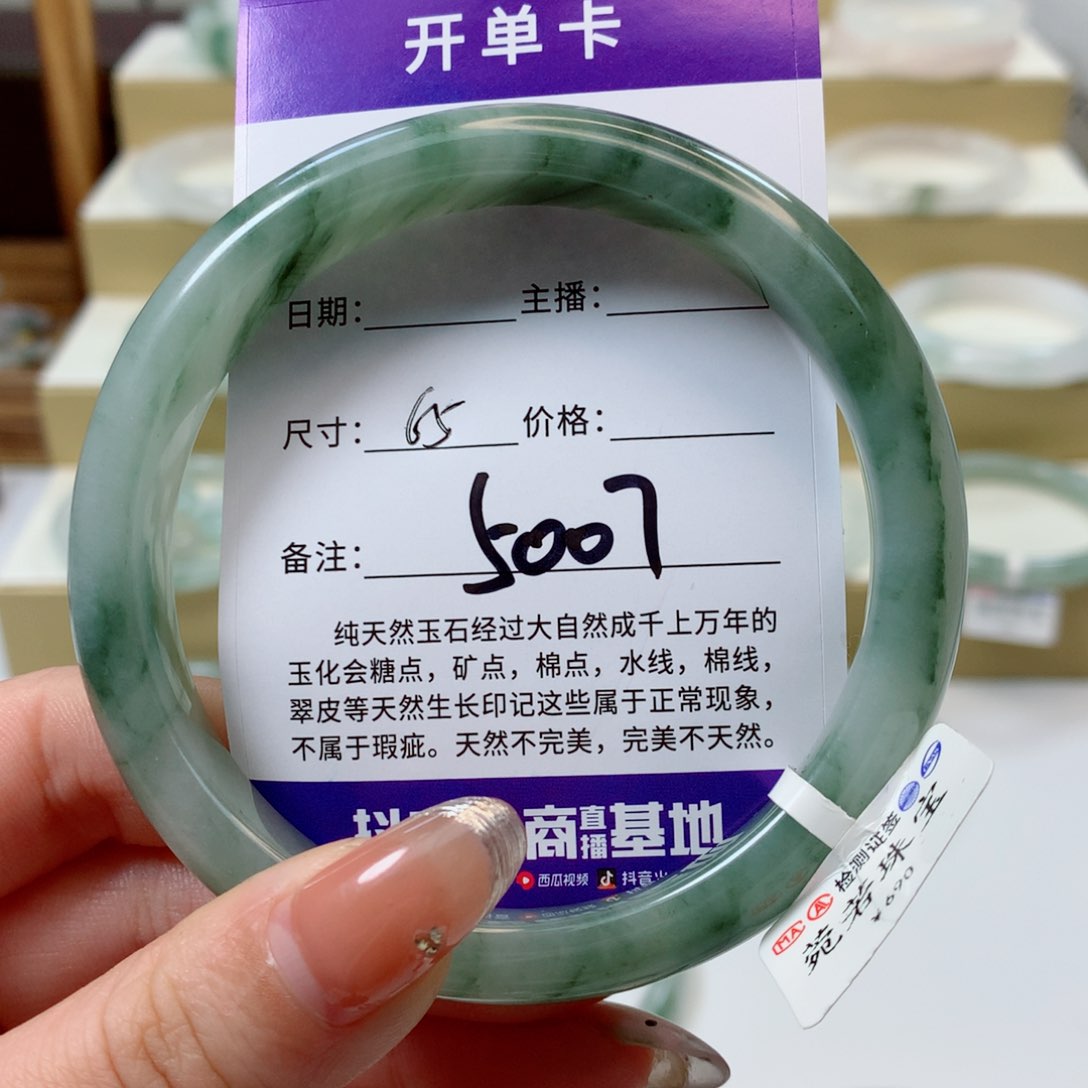 开单卡
日期： 主播：
尺寸：65 价格：
备注：5007
纯天然玉石经过大自然成千上万年的
玉化会糖点，矿点，棉点，水线，棉线，
翠皮等天然生长印记这些属于正常现象，
不属于瑕疵。天然不完美，完美不天然。
商直播基地
西瓜视频 抖音火
MA A 检测证签
菀若珠宝
¥690